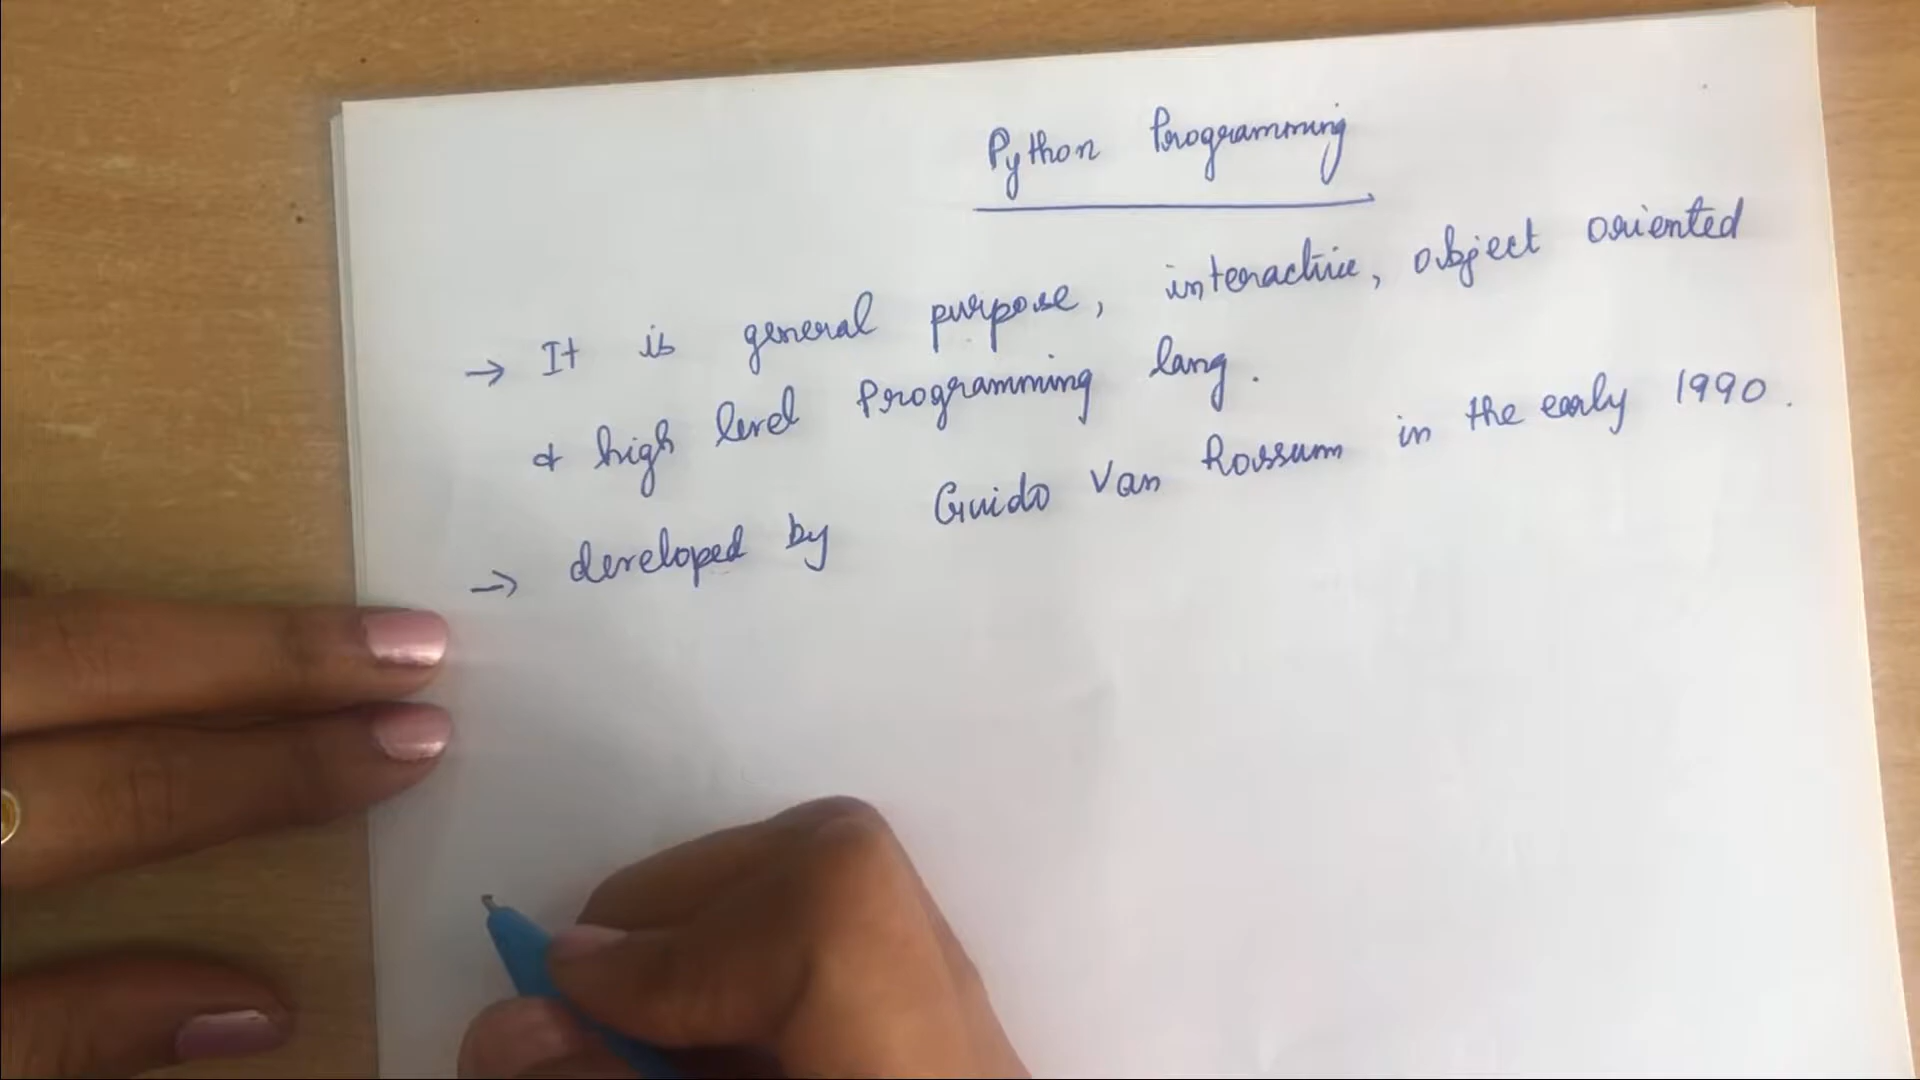 Python Programming
→ It is general purpose, interactive, object oriented
& high level Programming lang.
→ developed by Guido Van Rossum in the early 1990.